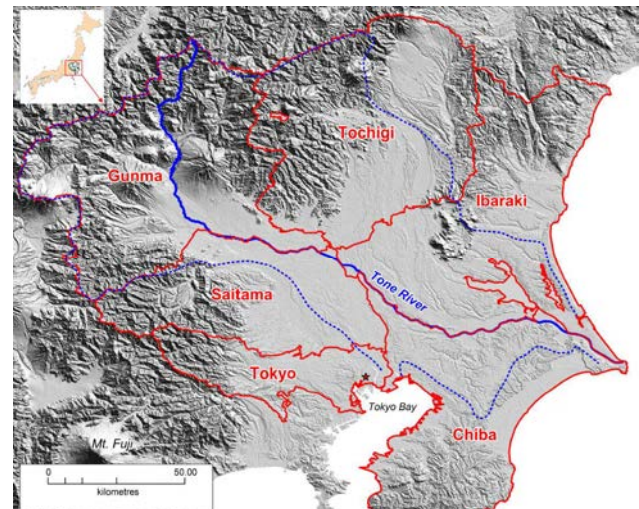 Tochigi
Gunma
Ibaraki
Tone River
Saitama
Tokyo
Tokyo Bay
Chiba
Mt. Fuji
0 50.00
kilometres